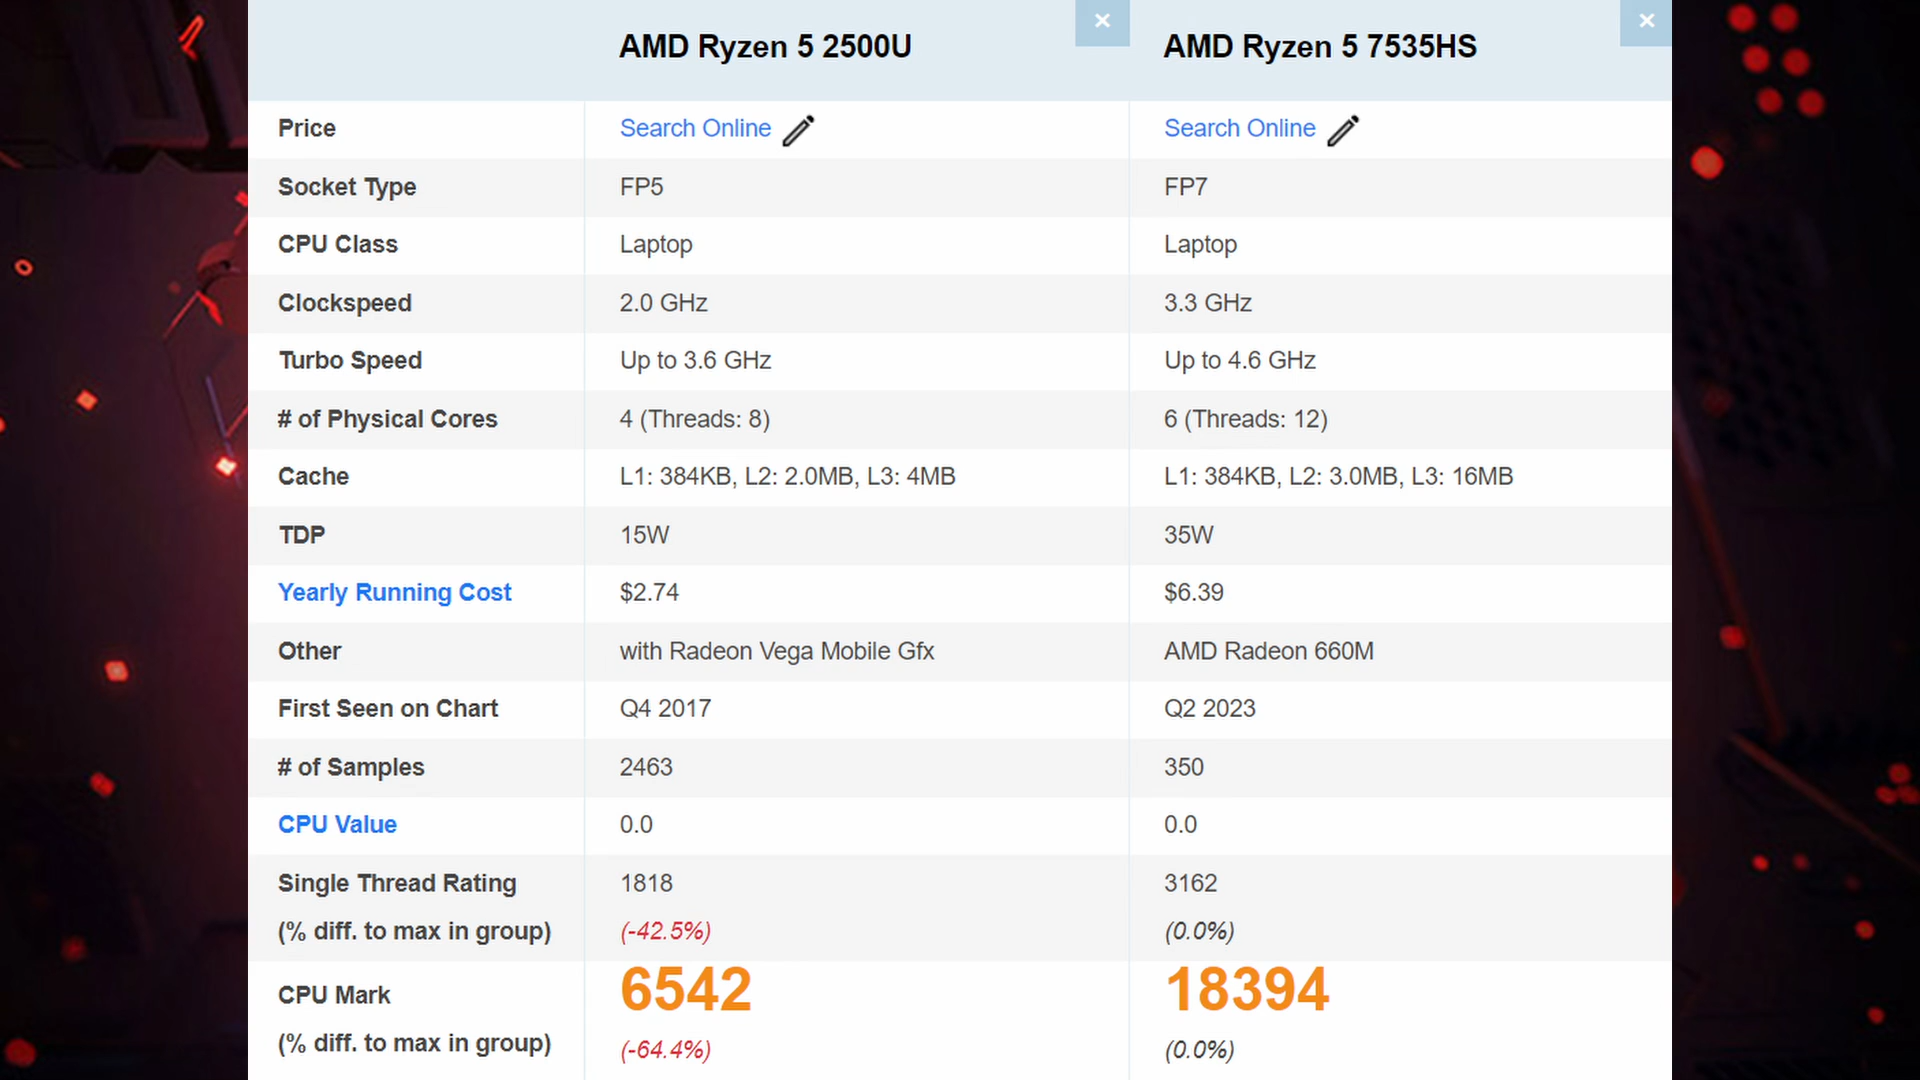 AMD Ryzen 5 2500U AMD Ryzen 5 7535HS
Price Search Online Search Online
Socket Type FP5 FP7
CPU Class Laptop Laptop
Clockspeed 2.0 GHz 3.3 GHz
Turbo Speed Up to 3.6 GHz Up to 4.6 GHz
# of Physical Cores 4 (Threads: 8) 6 (Threads: 12)
Cache L1: 384KB, L2: 2.0MB, L3: 4MB L1: 384KB, L2: 3.0MB, L3: 16MB
TDP 15W 35W
Yearly Running Cost $2.74 $6.39
Other with Radeon Vega Mobile Gfx AMD Radeon 660M
First Seen on Chart Q4 2017 Q2 2023
# of Samples 2463 350
CPU Value 0.0 0.0
Single Thread Rating 1818 3162
(% diff. to max in group) (-42.5%) (0.0%)
CPU Mark 6542 18394
(% diff. to max in group) (-64.4%) (0.0%)